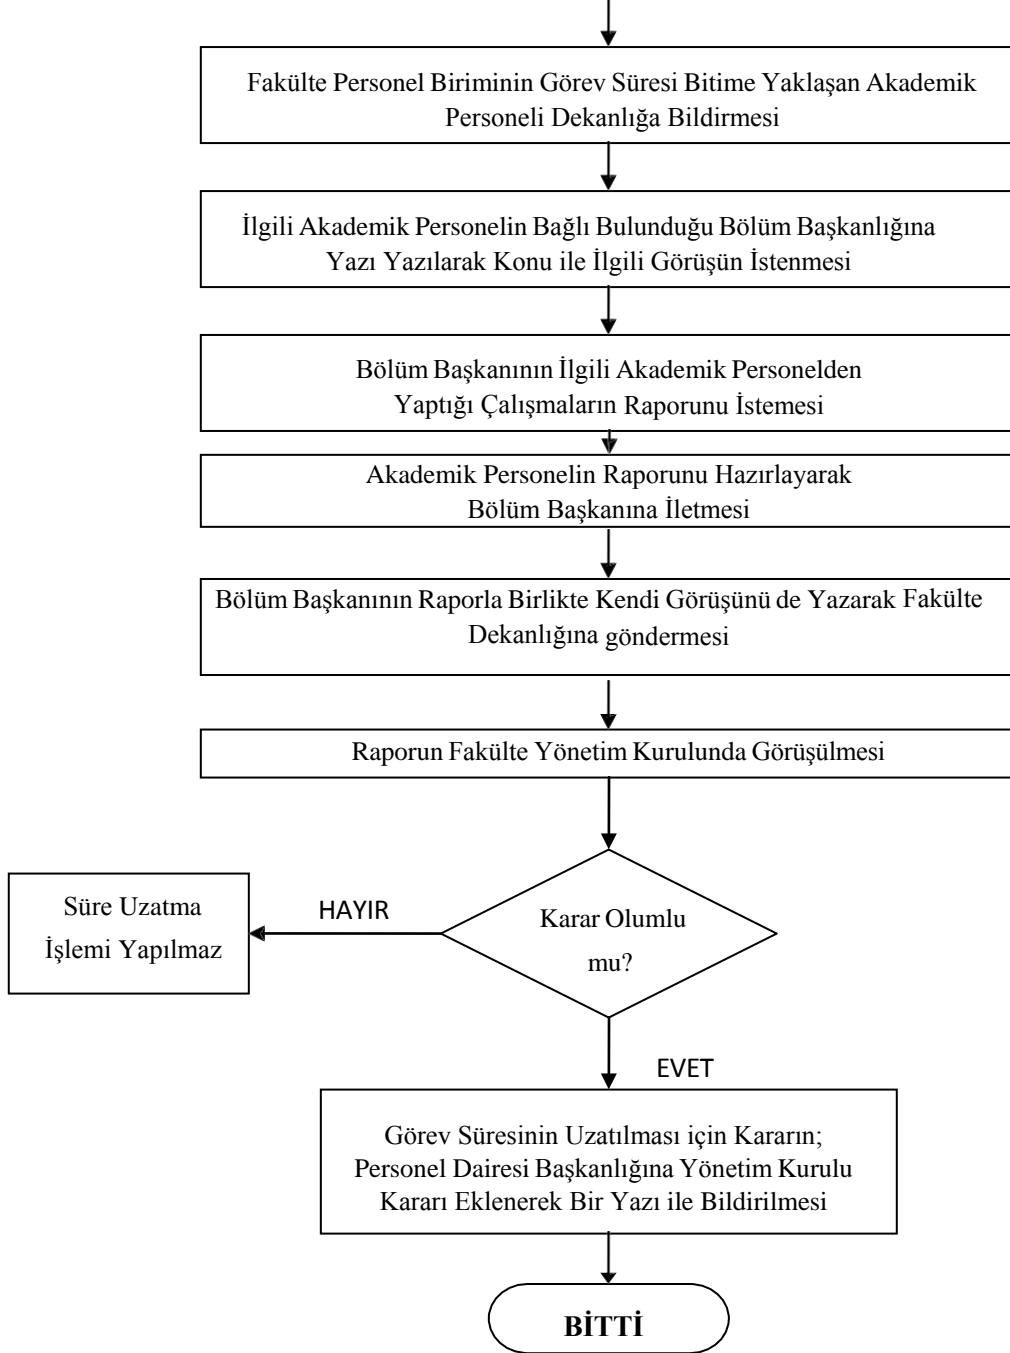 Fakülte Personel Biriminin Görev Süresi Bitime Yaklaşan Akademik
Personeli Dekanlığa Bildirmesi
İlgili Akademik Personelin Bağlı Bulunduğu Bölüm Başkanlığına
Yazı Yazılarak Konu ile İlgili Görüşün İstenmesi
Bölüm Başkanının İlgili Akademik Personelden
Yaptığı Çalışmaların Raporunu İstemesi
Akademik Personelin Raporunu Hazırlayarak
Bölüm Başkanına İletmesi
Bölüm Başkanının Raporla Birlikte Kendi Görüşünü de Yazarak Fakülte
Dekanlığına göndermesi
Raporun Fakülte Yönetim Kurulunda Görüşülmesi
Karar Olumlu
mu?
HAYIR
Süre Uzatma
İşlemi Yapılmaz
EVET
Görev Süresinin Uzatılması için Kararın;
Personel Dairesi Başkanlığına Yönetim Kurulu
Kararı Eklenerek Bir Yazı ile Bildirilmesi
BİTTİ